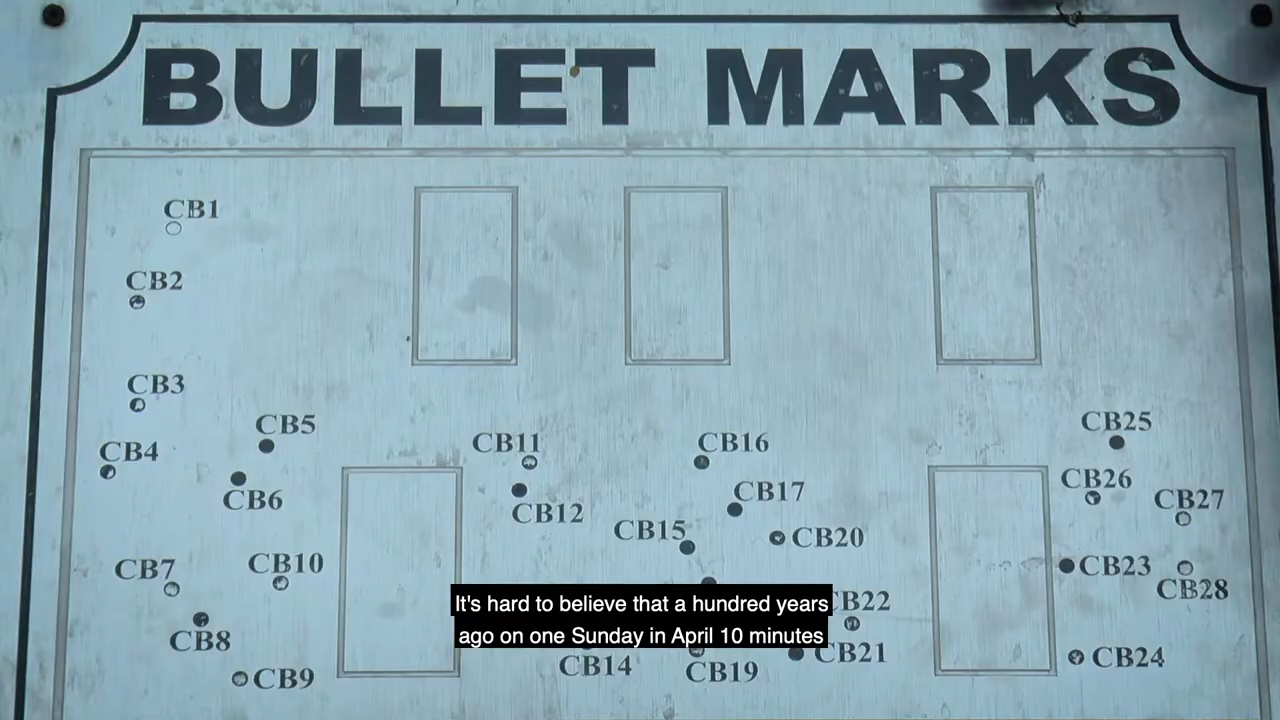 BULLET MARKS
CB1
CB2
CB3
CB4
CB5
CB6
CB7
CB8
CB9
CB10
CB11
CB12
CB14
CB15
CB16
CB17
CB19
CB20
CB21
CB22
CB23
CB24
CB25
CB26
CB27
CB28
It's hard to believe that a hundred years
ago on one Sunday in April 10 minutes